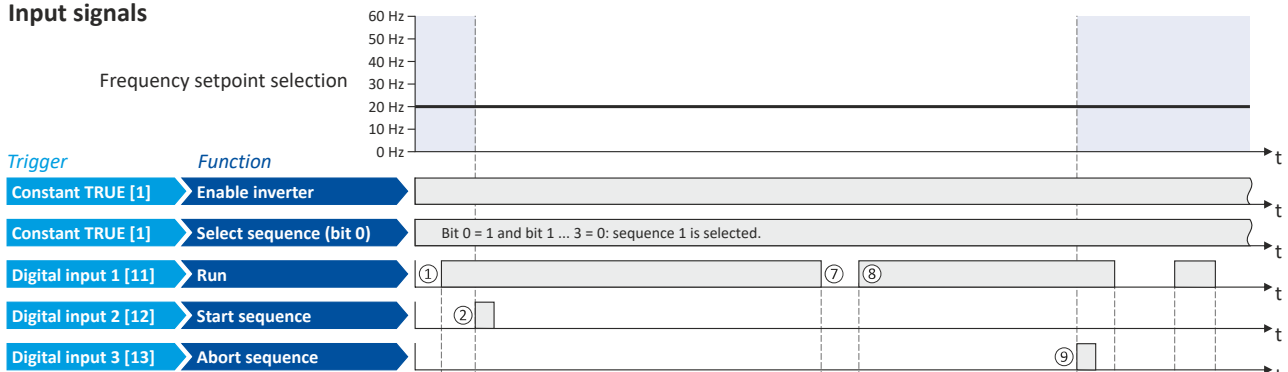 Input signals
60 Hz
50 Hz
Frequency setpoint selection
40 Hz
30 Hz
20 Hz
10 Hz
0 Hz
t
Trigger Function
Constant TRUE [1] Enable inverter
t
Constant TRUE [1] Select sequence (bit 0) Bit 0 = 1 and bit 1 ... 3 = 0: sequence 1 is selected.
t
Digital input 1 [11] Run ① ⑦ ⑧
t
Digital input 2 [12] Start sequence ②
t
Digital input 3 [13] Abort sequence ⑨